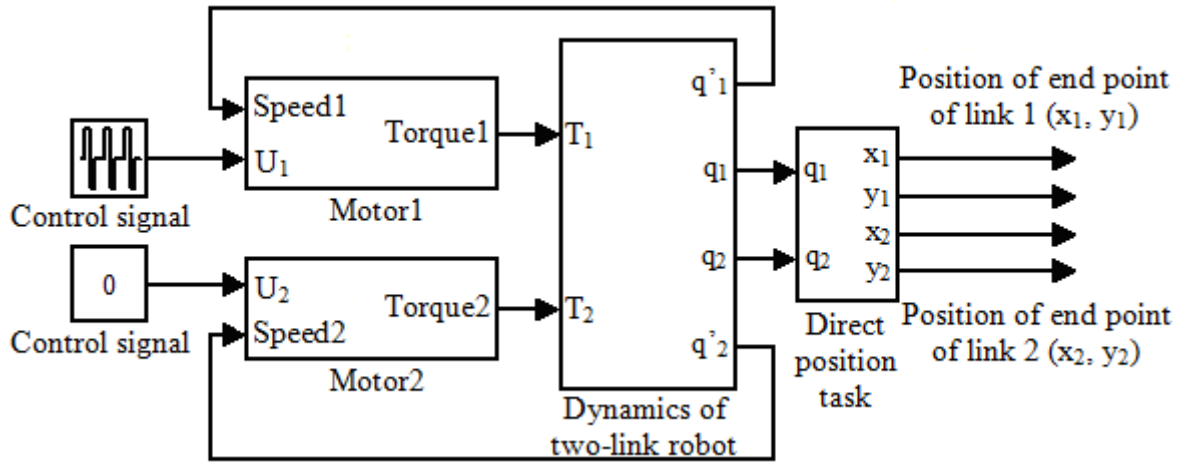 Speed1
U₁
Torque1
Motor1
Control signal
0
Control signal
U₂
Speed2
Torque2
Motor2
T₁
T₂
q'₁
q₁
q₂
q'₂
Dynamics of
two-link robot
q₁
q₂
x₁
y₁
x₂
y₂
Direct
position
task
Position of end point
of link 1 (x₁, y₁)
Position of end point
of link 2 (x₂, y₂)